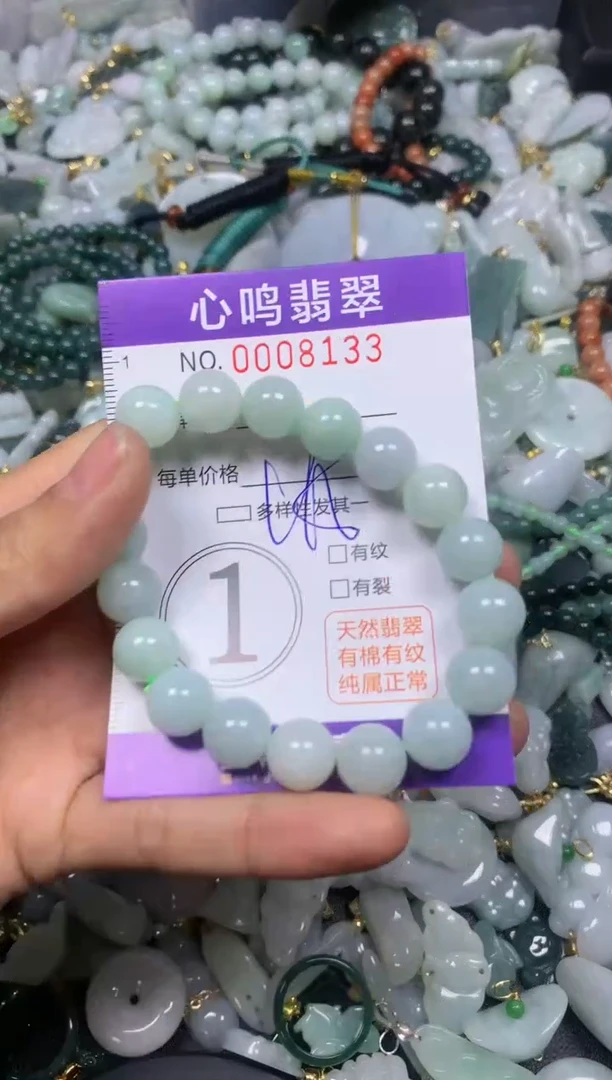 心鸣翡翠
1
NO. 0008133
每单价格
多样性发其一
有纹
有裂
1
天然翡翠
有棉有纹
纯属正常